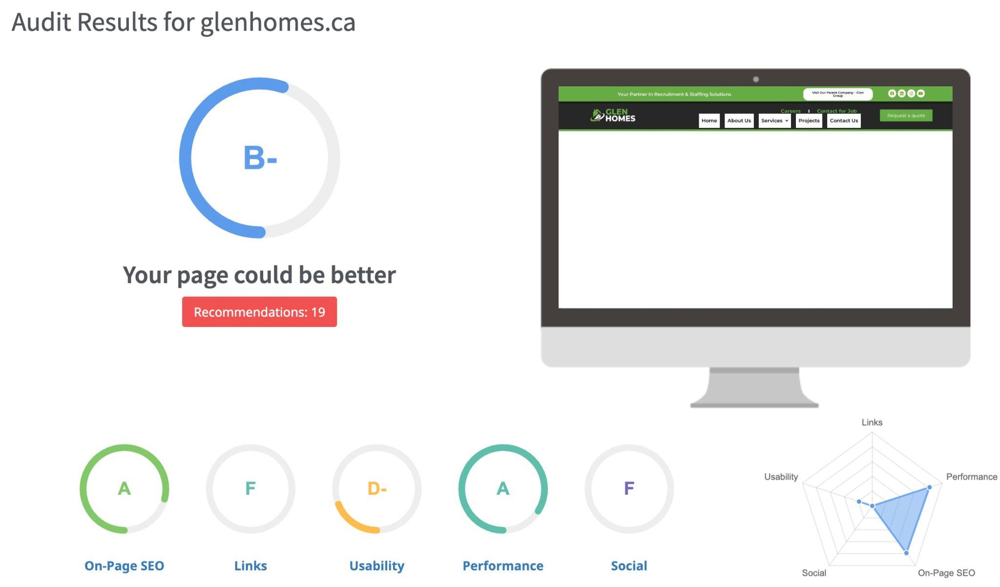 Audit Results for glenhomes.ca
B-
Your page could be better
Recommendations: 19
Your Partner In Recruitment & Staffing Solutions
Visit Our Parent Company - Glen
Group
GLEN
HOMES
Careers | Contact for Job
Home About Us Services Projects Contact Us
Request a quote
A
On-Page SEO
F
Links
D-
Usability
A
Performance
F
Social
Links
Usability
Performance
Social
On-Page SEO